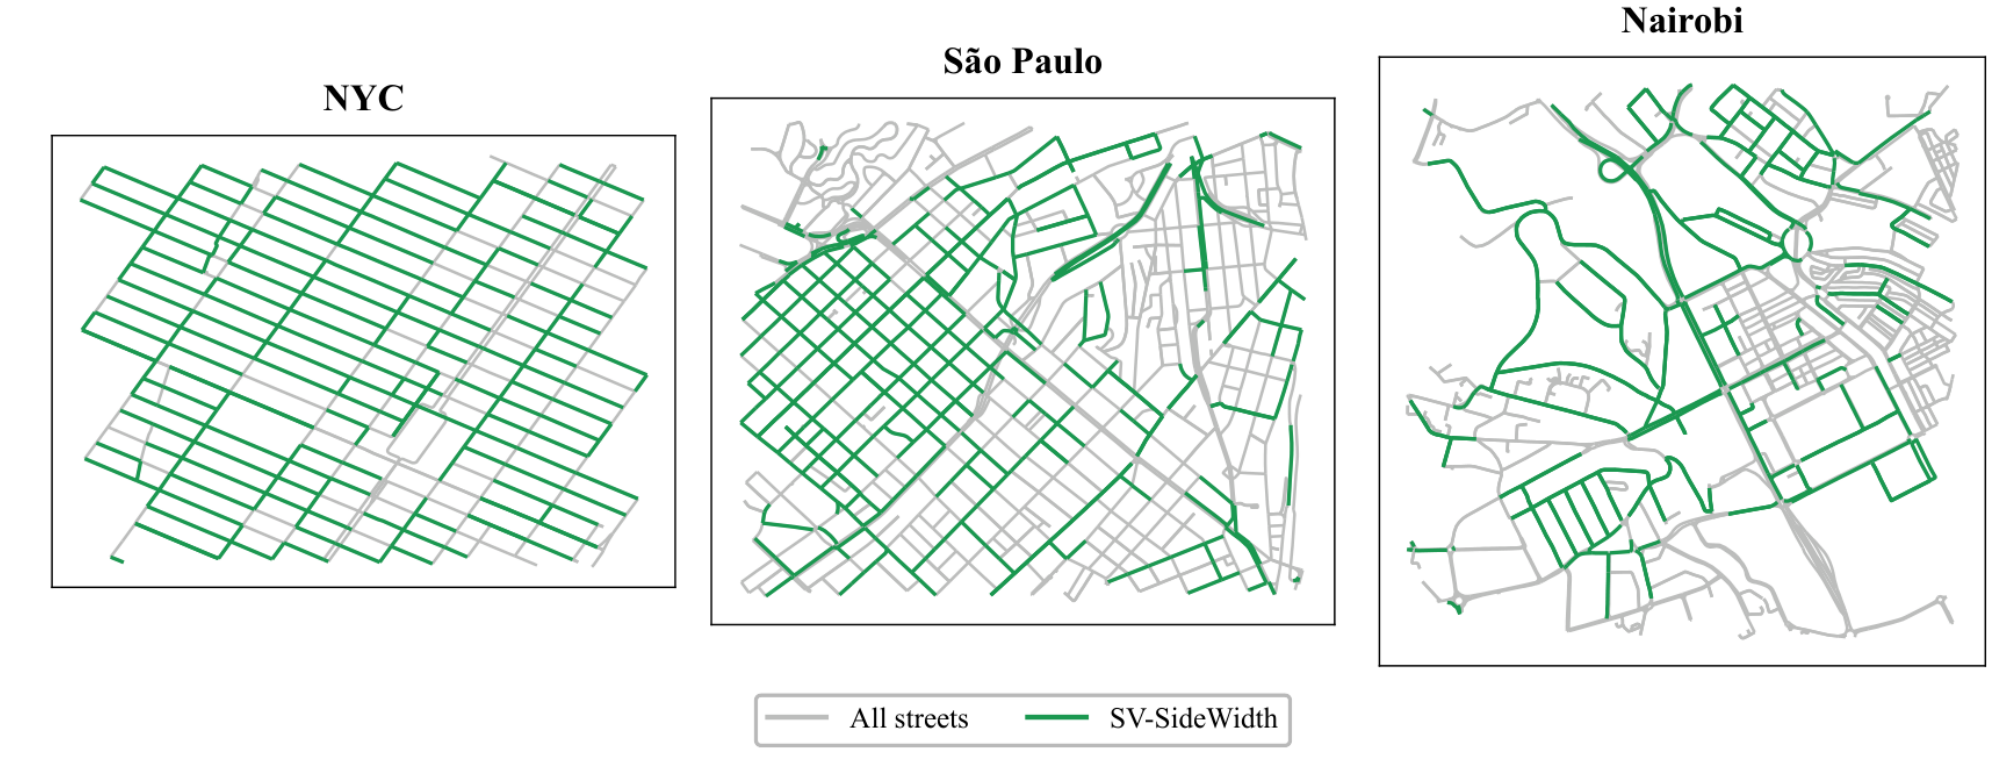 NYC
São Paulo
Nairobi
All streets
SV-SideWidth